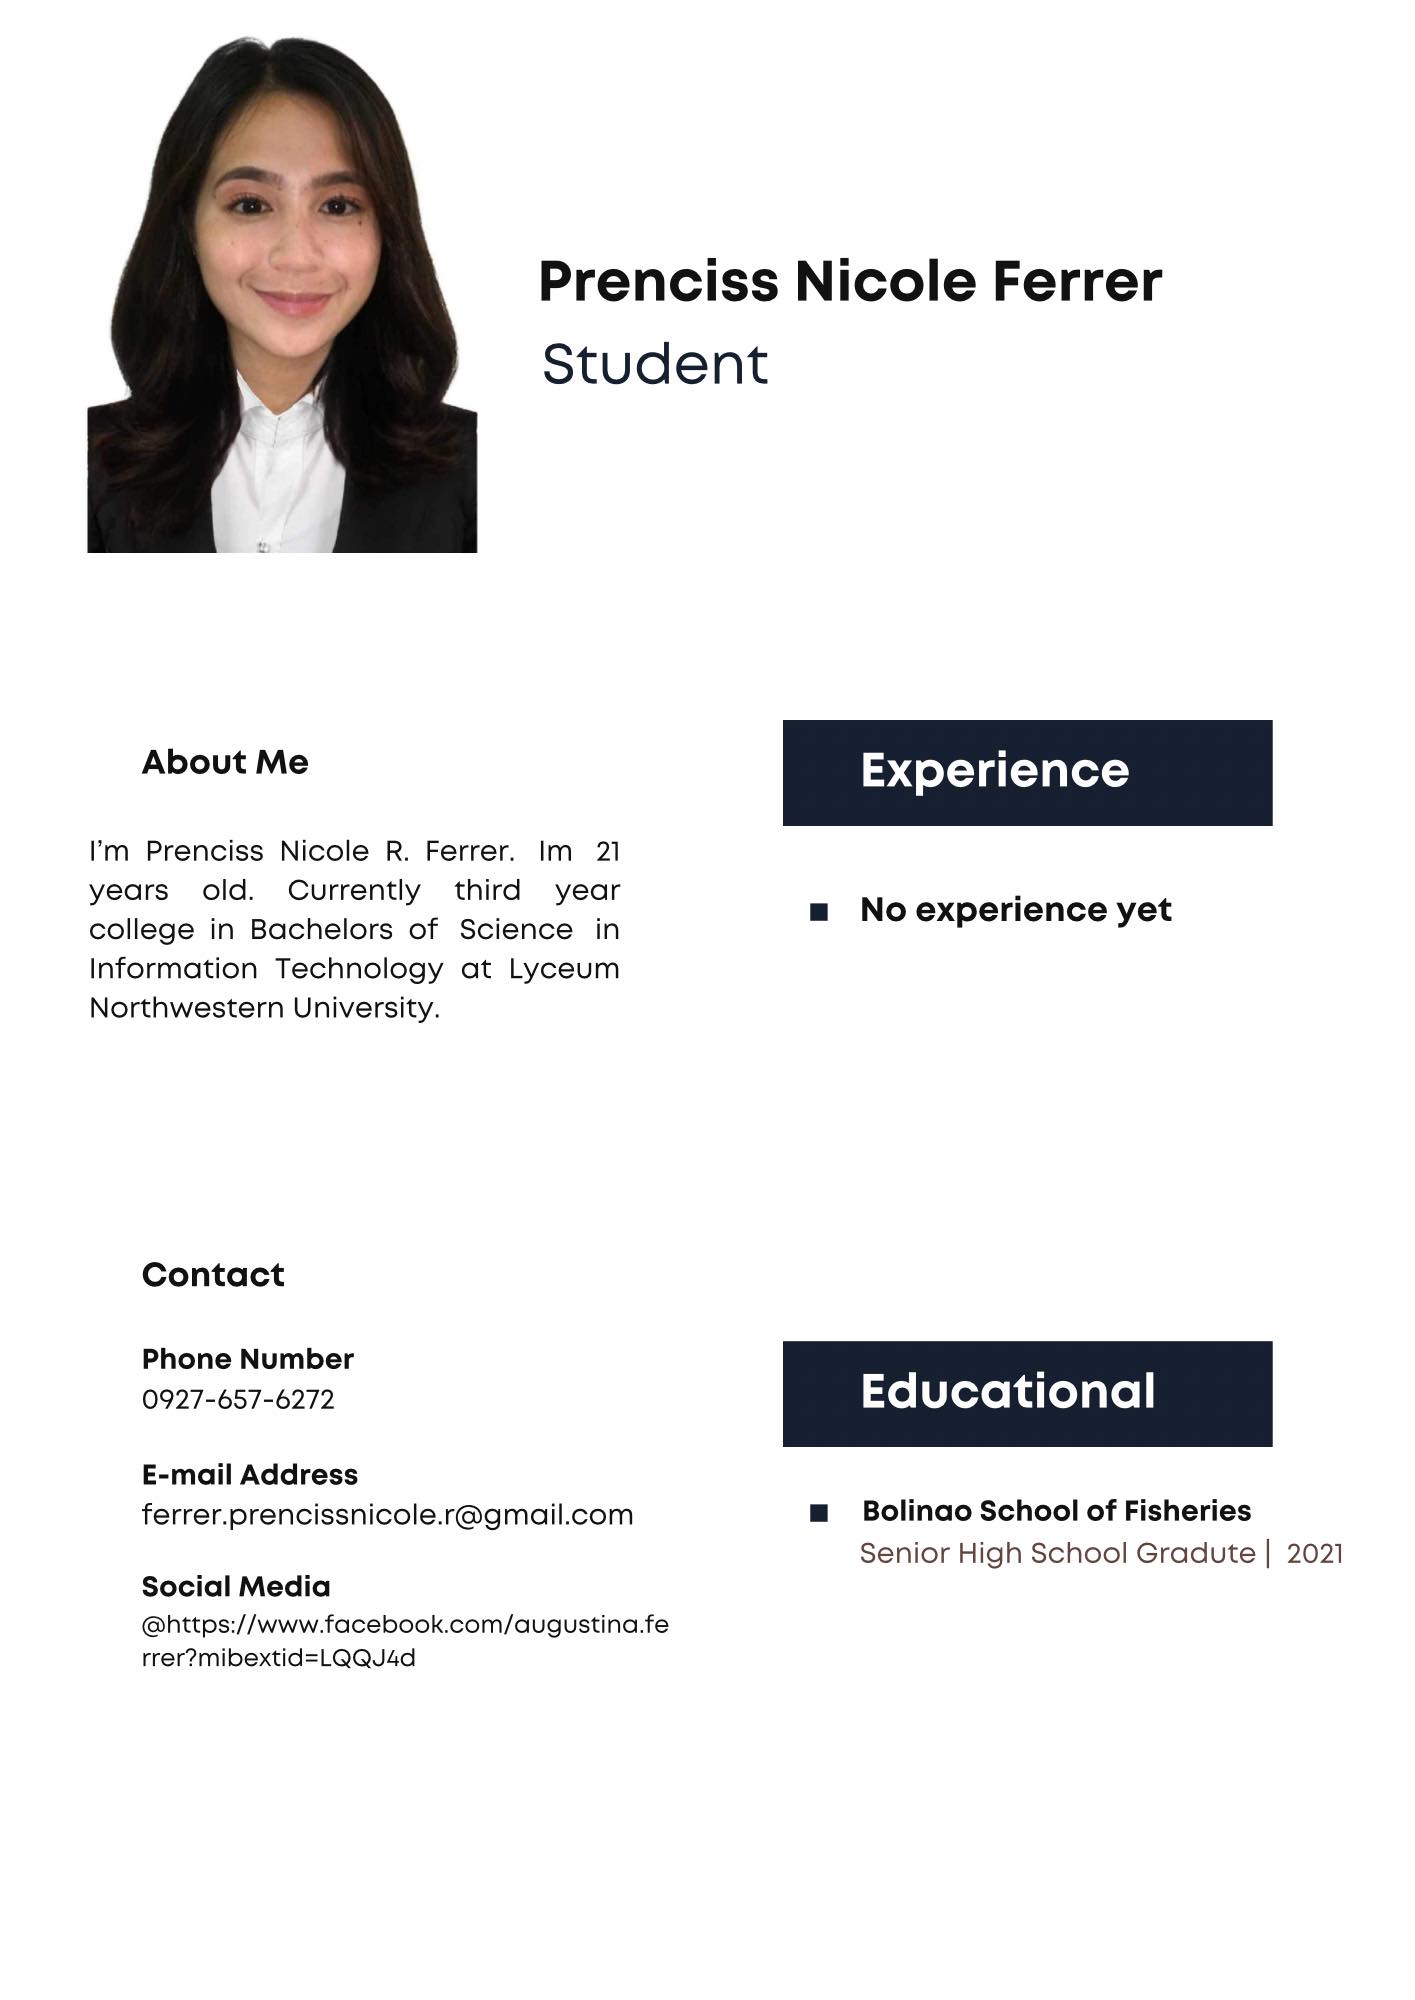 Prenciss Nicole Ferrer
Student
About Me
I'm Prenciss Nicole R. Ferrer. Im 21
years old. Currently third year
college in Bachelors of Science in
Information Technology at Lyceum
Northwestern University.
Contact
Phone Number
0927-657-6272
E-mail Address
ferrer.prencissnicole.r@gmail.com
Social Media
@https://www.facebook.com/augustina.fe
rrer?mibextid=LQQJ4d
Experience
No experience yet
Educational
Bolinao School of Fisheries
Senior High School Gradute | 2021